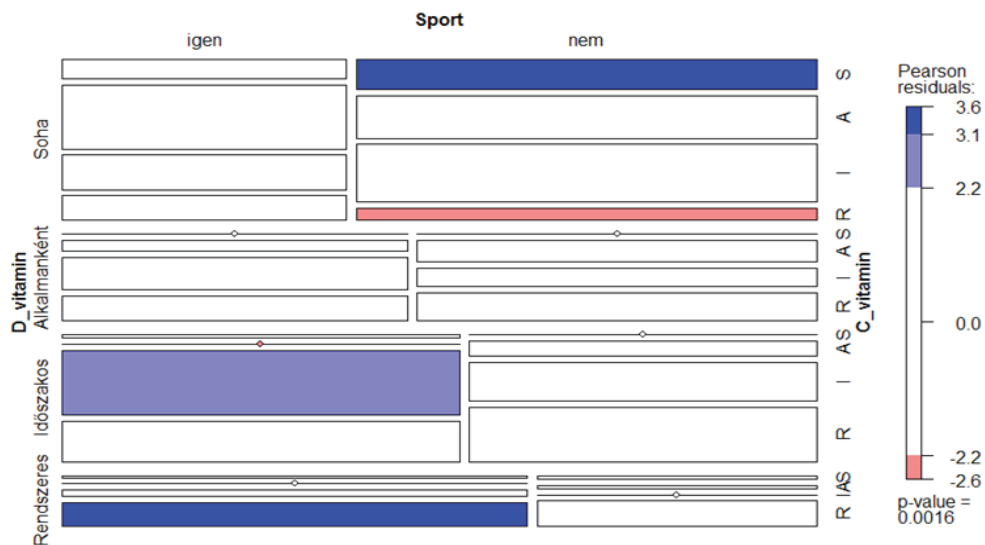 Sport
igen nem
Pearson
residuals:
3.6
3.1
2.2
0.0
-2.2
-2.6
p-value =
0.0016
D_vitamin
Soha
Alkalmanként
Időszakos
Rendszeres
C_vitamin
S
A
I
R
S
A
I
R
S
A
I
R
S
A
I
R